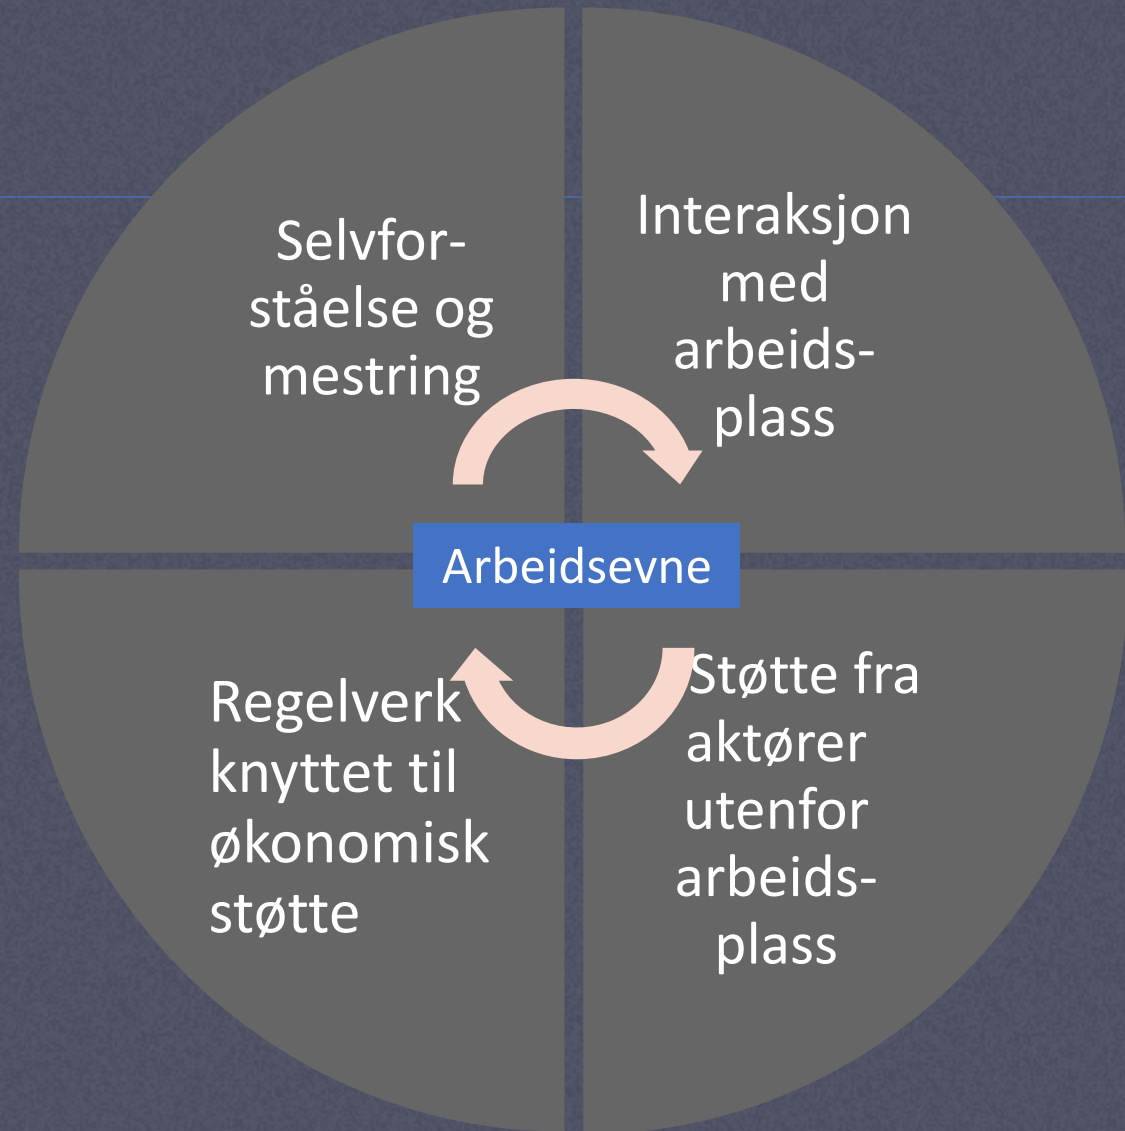 Selvfor-
ståelse og
mestring
Interaksjon
med
arbeids-
plass
Arbeidsevne
Regelverk
knyttet til
økonomisk
støtte
Støtte fra
aktører
utenfor
arbeids-
plass